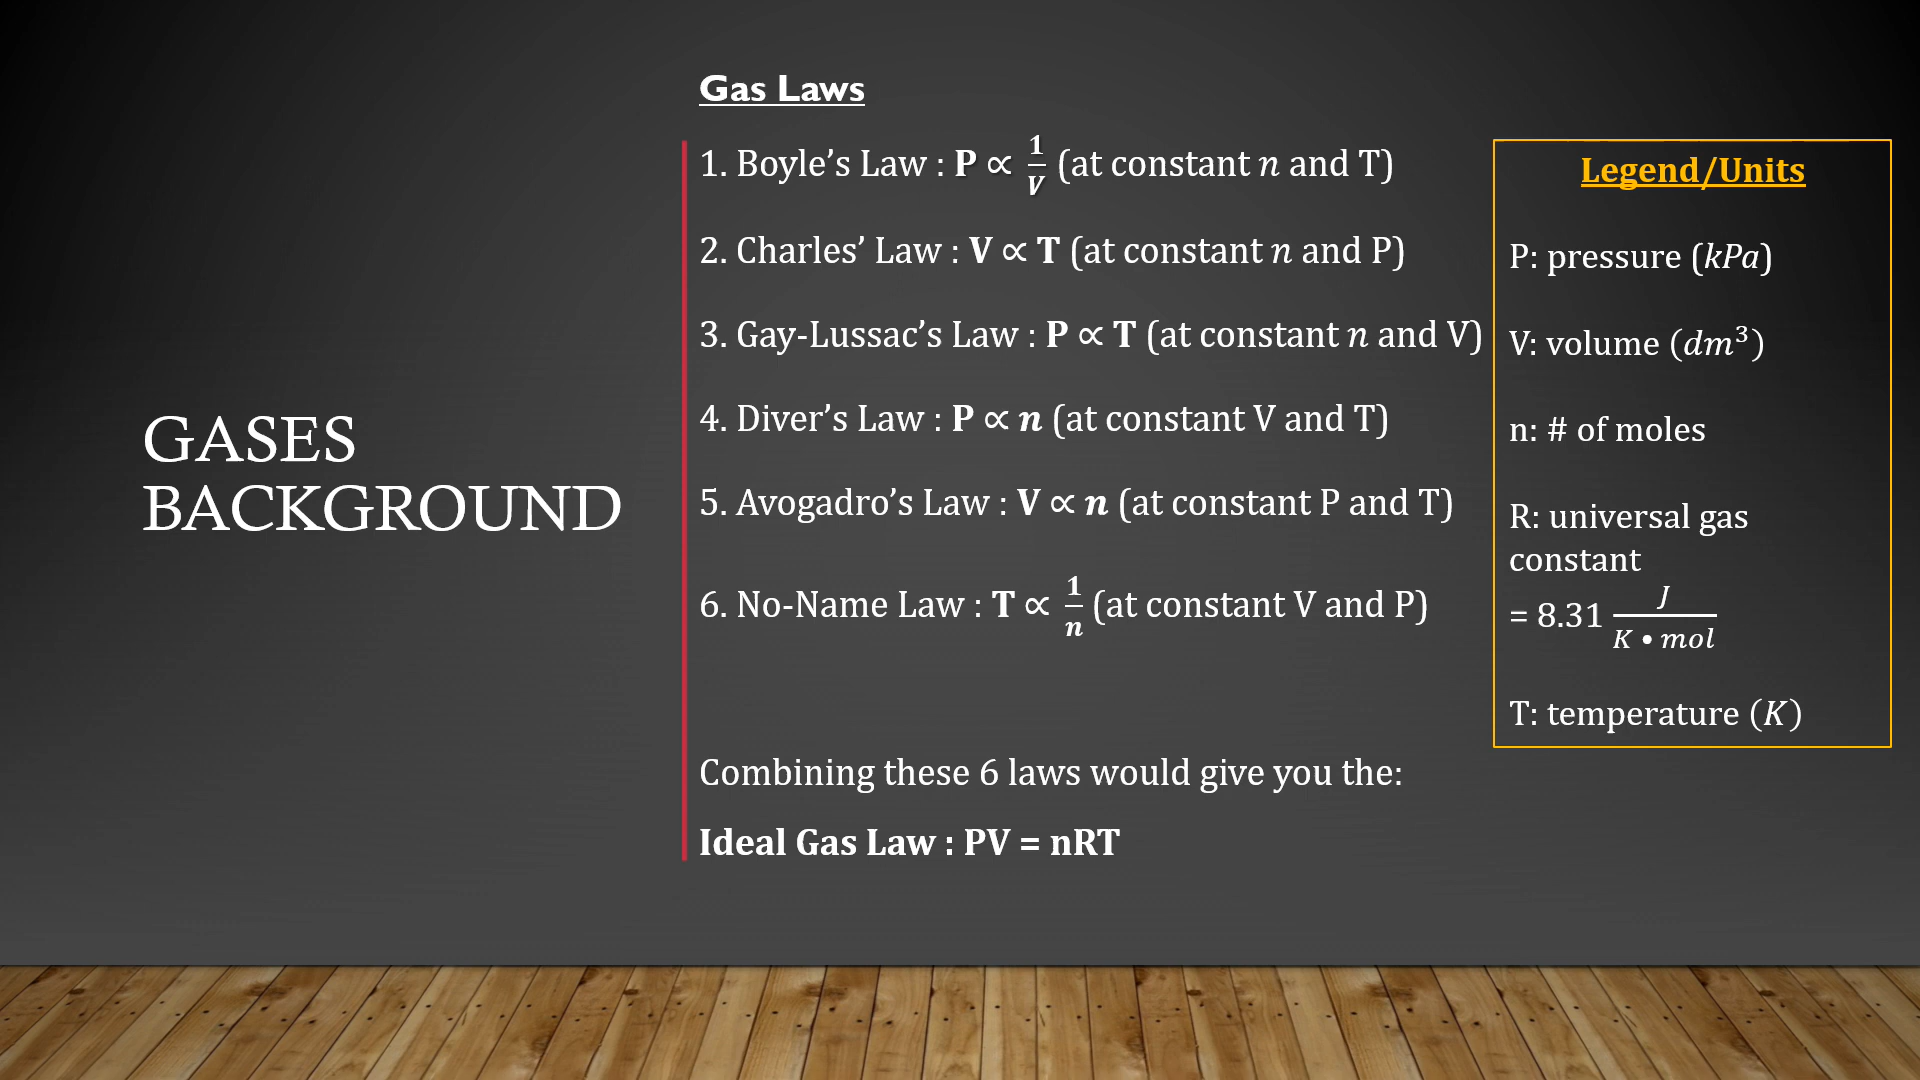 GASES
BACKGROUND
Gas Laws
1. Boyle’s Law : P ∝ 1/V (at constant n and T)
2. Charles’ Law : V ∝ T (at constant n and P)
3. Gay-Lussac’s Law : P ∝ T (at constant n and V)
4. Diver’s Law : P ∝ n (at constant V and T)
5. Avogadro’s Law : V ∝ n (at constant P and T)
6. No-Name Law : T ∝ 1/n (at constant V and P)
Combining these 6 laws would give you the:
Ideal Gas Law : PV = nRT
Legend/Units
P: pressure (kPa)
V: volume (dm³)
n: # of moles
R: universal gas
constant
= 8.31 J/(K • mol)
T: temperature (K)